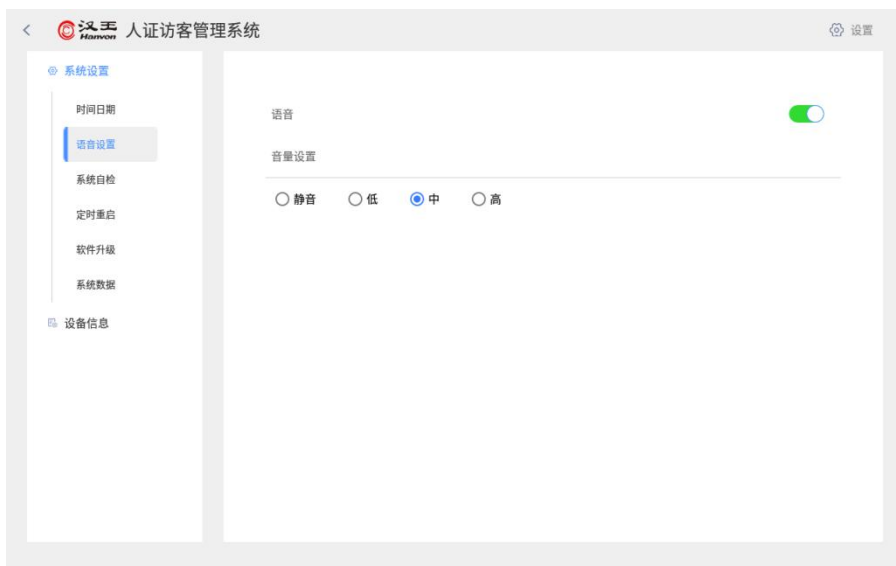 汉王 Hanvon 人证访客管理系统
设置
系统设置
时间日期
语音设置
系统自检
定时重启
软件升级
系统数据
设备信息
语音
音量设置
静音 低 中 高